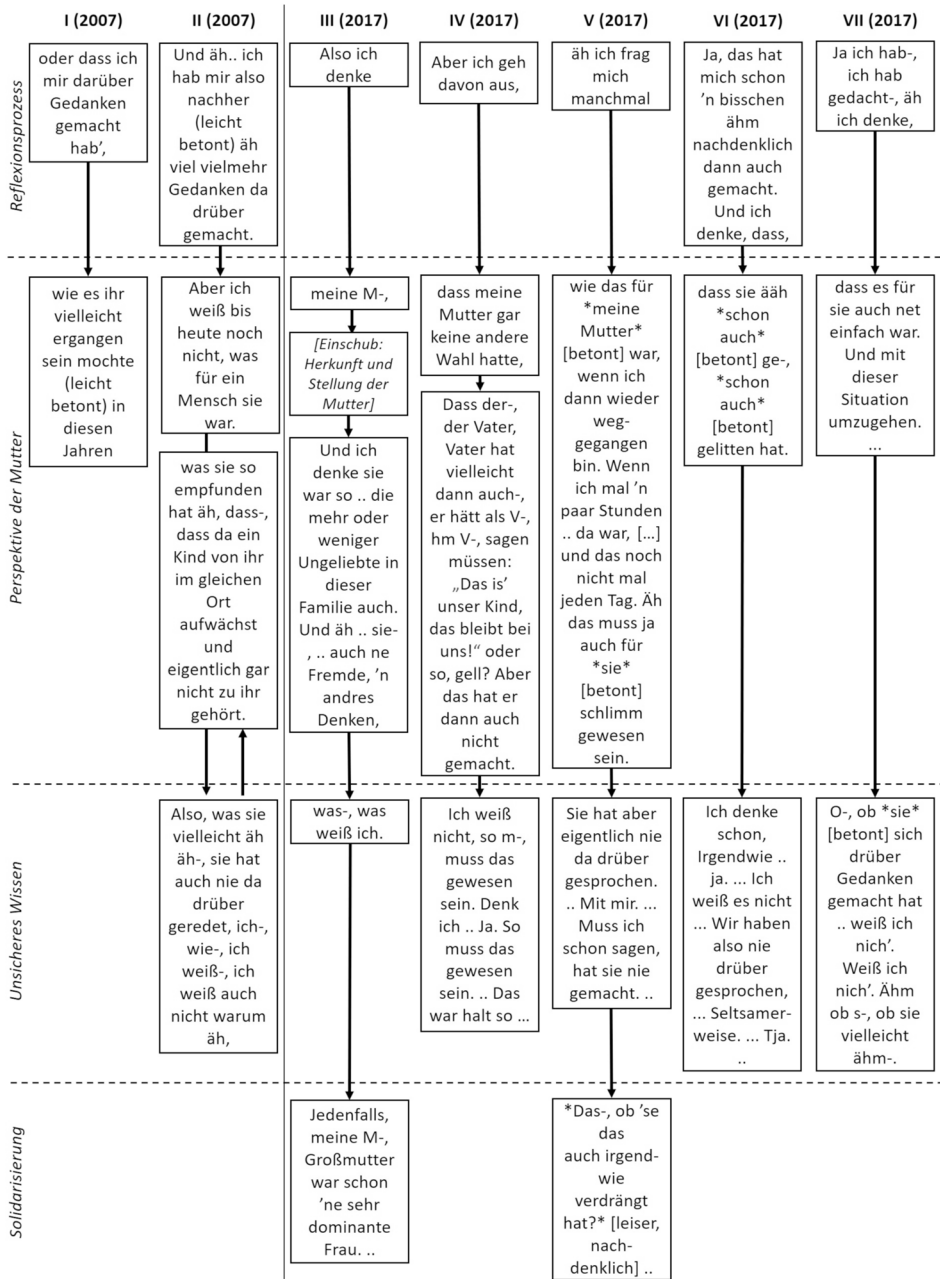 I (2007)
II (2007)
III (2017)
IV (2017)
V (2017)
VI (2017)
VII (2017)
Reflexionsprozess
oder dass ich
mir darüber
Gedanken
gemacht
hab’,
Und äh.. ich
hab mir also
nachher
(leicht
betont) äh
viel vielmehr
Gedanken da
drüber
gemacht.
Also ich
denke
Aber ich geh
davon aus,
äh ich frag
mich
manchmal
Ja, das hat
mich schon
’n bisschen
ähm
nachdenklich
dann auch
gemacht.
Und ich
denke, dass,
Ja ich hab-,
ich hab
gedacht-, äh
ich denke,
Perspektive der Mutter
wie es ihr
vielleicht
ergangen
sein mochte
(leicht
betont) in
diesen
Jahren
Aber ich
weiß bis
heute noch
nicht, was
für ein
Mensch sie
war.
was sie so
empfunden
hat äh, dass-,
dass da ein
Kind von ihr
im gleichen
Ort
aufwächst
und
eigentlich gar
nicht zu ihr
gehört.
meine M-,
[Einschub:
Herkunft und
Stellung der
Mutter]
Und ich
denke sie
war so .. die
mehr oder
weniger
Ungeliebte in
dieser
Familie auch.
Und äh .. sie-
, .. auch ne
Fremde, ’n
andres
Denken,
dass meine
Mutter gar
keine andere
Wahl hatte,
Dass der-,
der Vater,
Vater hat
vielleicht
dann auch-,
er hätt als V-,
hm V-, sagen
müssen:
„Das is’
unser Kind,
das bleibt bei
uns!“ oder
so, gell? Aber
das hat er
dann auch
nicht
gemacht.
wie das für
*meine
Mutter*
[betont] war,
wenn ich
dann wieder
weg-
gegangen
bin. Wenn
ich mal ’n
paar Stunden
.. da war, […]
und das noch
nicht mal
jeden Tag. Äh
das muss ja
auch für
*sie*
[betont]
schlimm
gewesen
sein.
dass sie ääh
*schon
auch*
[betont] ge-,
*schon
auch*
[betont]
gelitten hat.
dass es für
sie auch net
einfach war.
Und mit
dieser
Situation
umzugehen.
...
Unsicheres Wissen
Also, was sie
vielleicht äh
äh-, sie hat
auch nie da
drüber
geredet, ich-,
wie-, ich
weiß-, ich
weiß auch
nicht warum
äh,
was-, was
weiß ich.
Ich weiß
nicht, so m-,
muss das
gewesen
sein. Denk
ich .. Ja. So
muss das
gewesen
sein. .. Das
war halt so ...
Sie hat aber
eigentlich nie
da drüber
gesprochen.
.. Mit mir. ...
Muss ich
schon sagen,
hat sie nie
gemacht. ..
Ich denke
schon,
Irgendwie ..
ja. ... Ich
weiß es nicht
... Wir haben
also nie
drüber
gesprochen,
... Seltsamer-
weise. ... Tja.
..
O-, ob *sie*
[betont] sich
drüber
Gedanken
gemacht hat
.. weiß ich
nich’.
Weiß ich
nich’. Ähm
ob s-, ob sie
vielleicht
ähm-.
Solidarisierung
Jedenfalls,
meine M-,
Großmutter
war schon
’ne sehr
dominante
Frau. ..
*Das-, ob ’se
das
auch irgend-
wie
verdrängt
hat?* [leiser,
nach-
denklich] ..